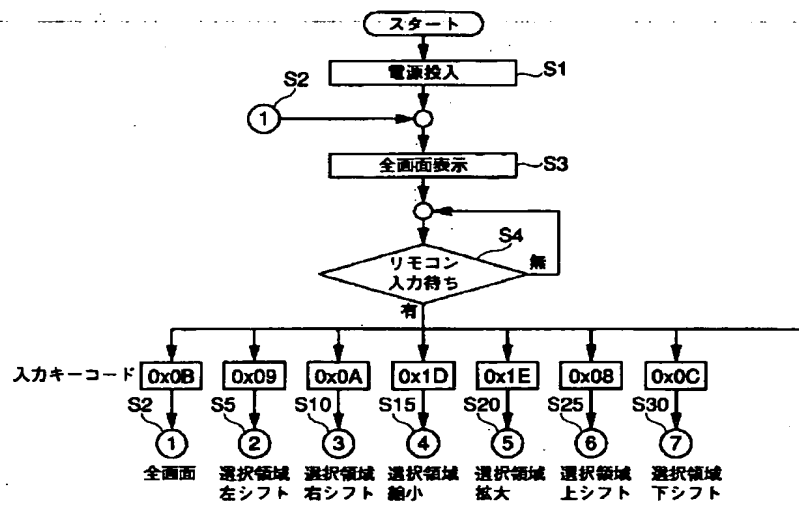 スタート
電源投入
S1
S2
1
全画面表示
S3
S4
リモコン
入力待ち
無
有
入力キーコード
0x0B
0x09
0x0A
0x1D
0x1E
0x08
0x0C
S2
S5
S10
S15
S20
S25
S30
1
2
3
4
5
6
7
全画面
選択領域
左シフト
選択領域
右シフト
選択領域
縮小
選択領域
拡大
選択領域
上シフト
選択領域
下シフト